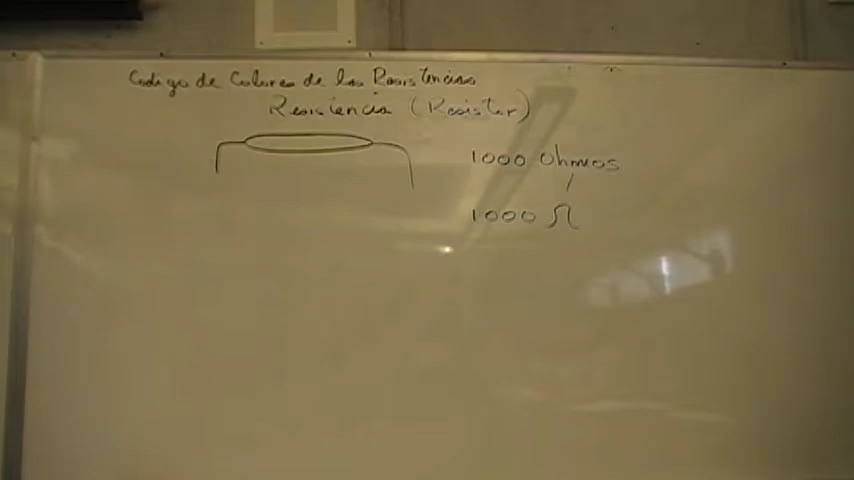 Codigo de Colores de las Resistencias
Resistencia (Resistor)
1000 Ohmios
1000 Ω